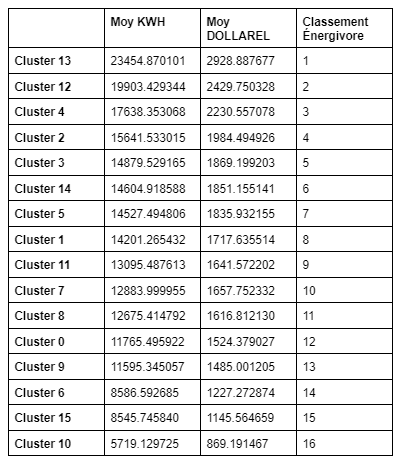 Moy KWH Moy DOLLAREL Classement Énergivore
Cluster 13 23454.870101 2928.887677 1
Cluster 12 19903.429344 2429.750328 2
Cluster 4 17638.353068 2230.557078 3
Cluster 2 15641.533015 1984.494926 4
Cluster 3 14879.529165 1869.199203 5
Cluster 14 14604.918588 1851.155141 6
Cluster 5 14527.494806 1835.932155 7
Cluster 1 14201.265432 1717.635514 8
Cluster 11 13095.487613 1641.572202 9
Cluster 7 12883.999955 1657.752332 10
Cluster 8 12675.414792 1616.812130 11
Cluster 0 11765.495922 1524.379027 12
Cluster 9 11595.345057 1485.001205 13
Cluster 6 8586.592685 1227.272874 14
Cluster 15 8545.745840 1145.564659 15
Cluster 10 5719.129725 869.191467 16